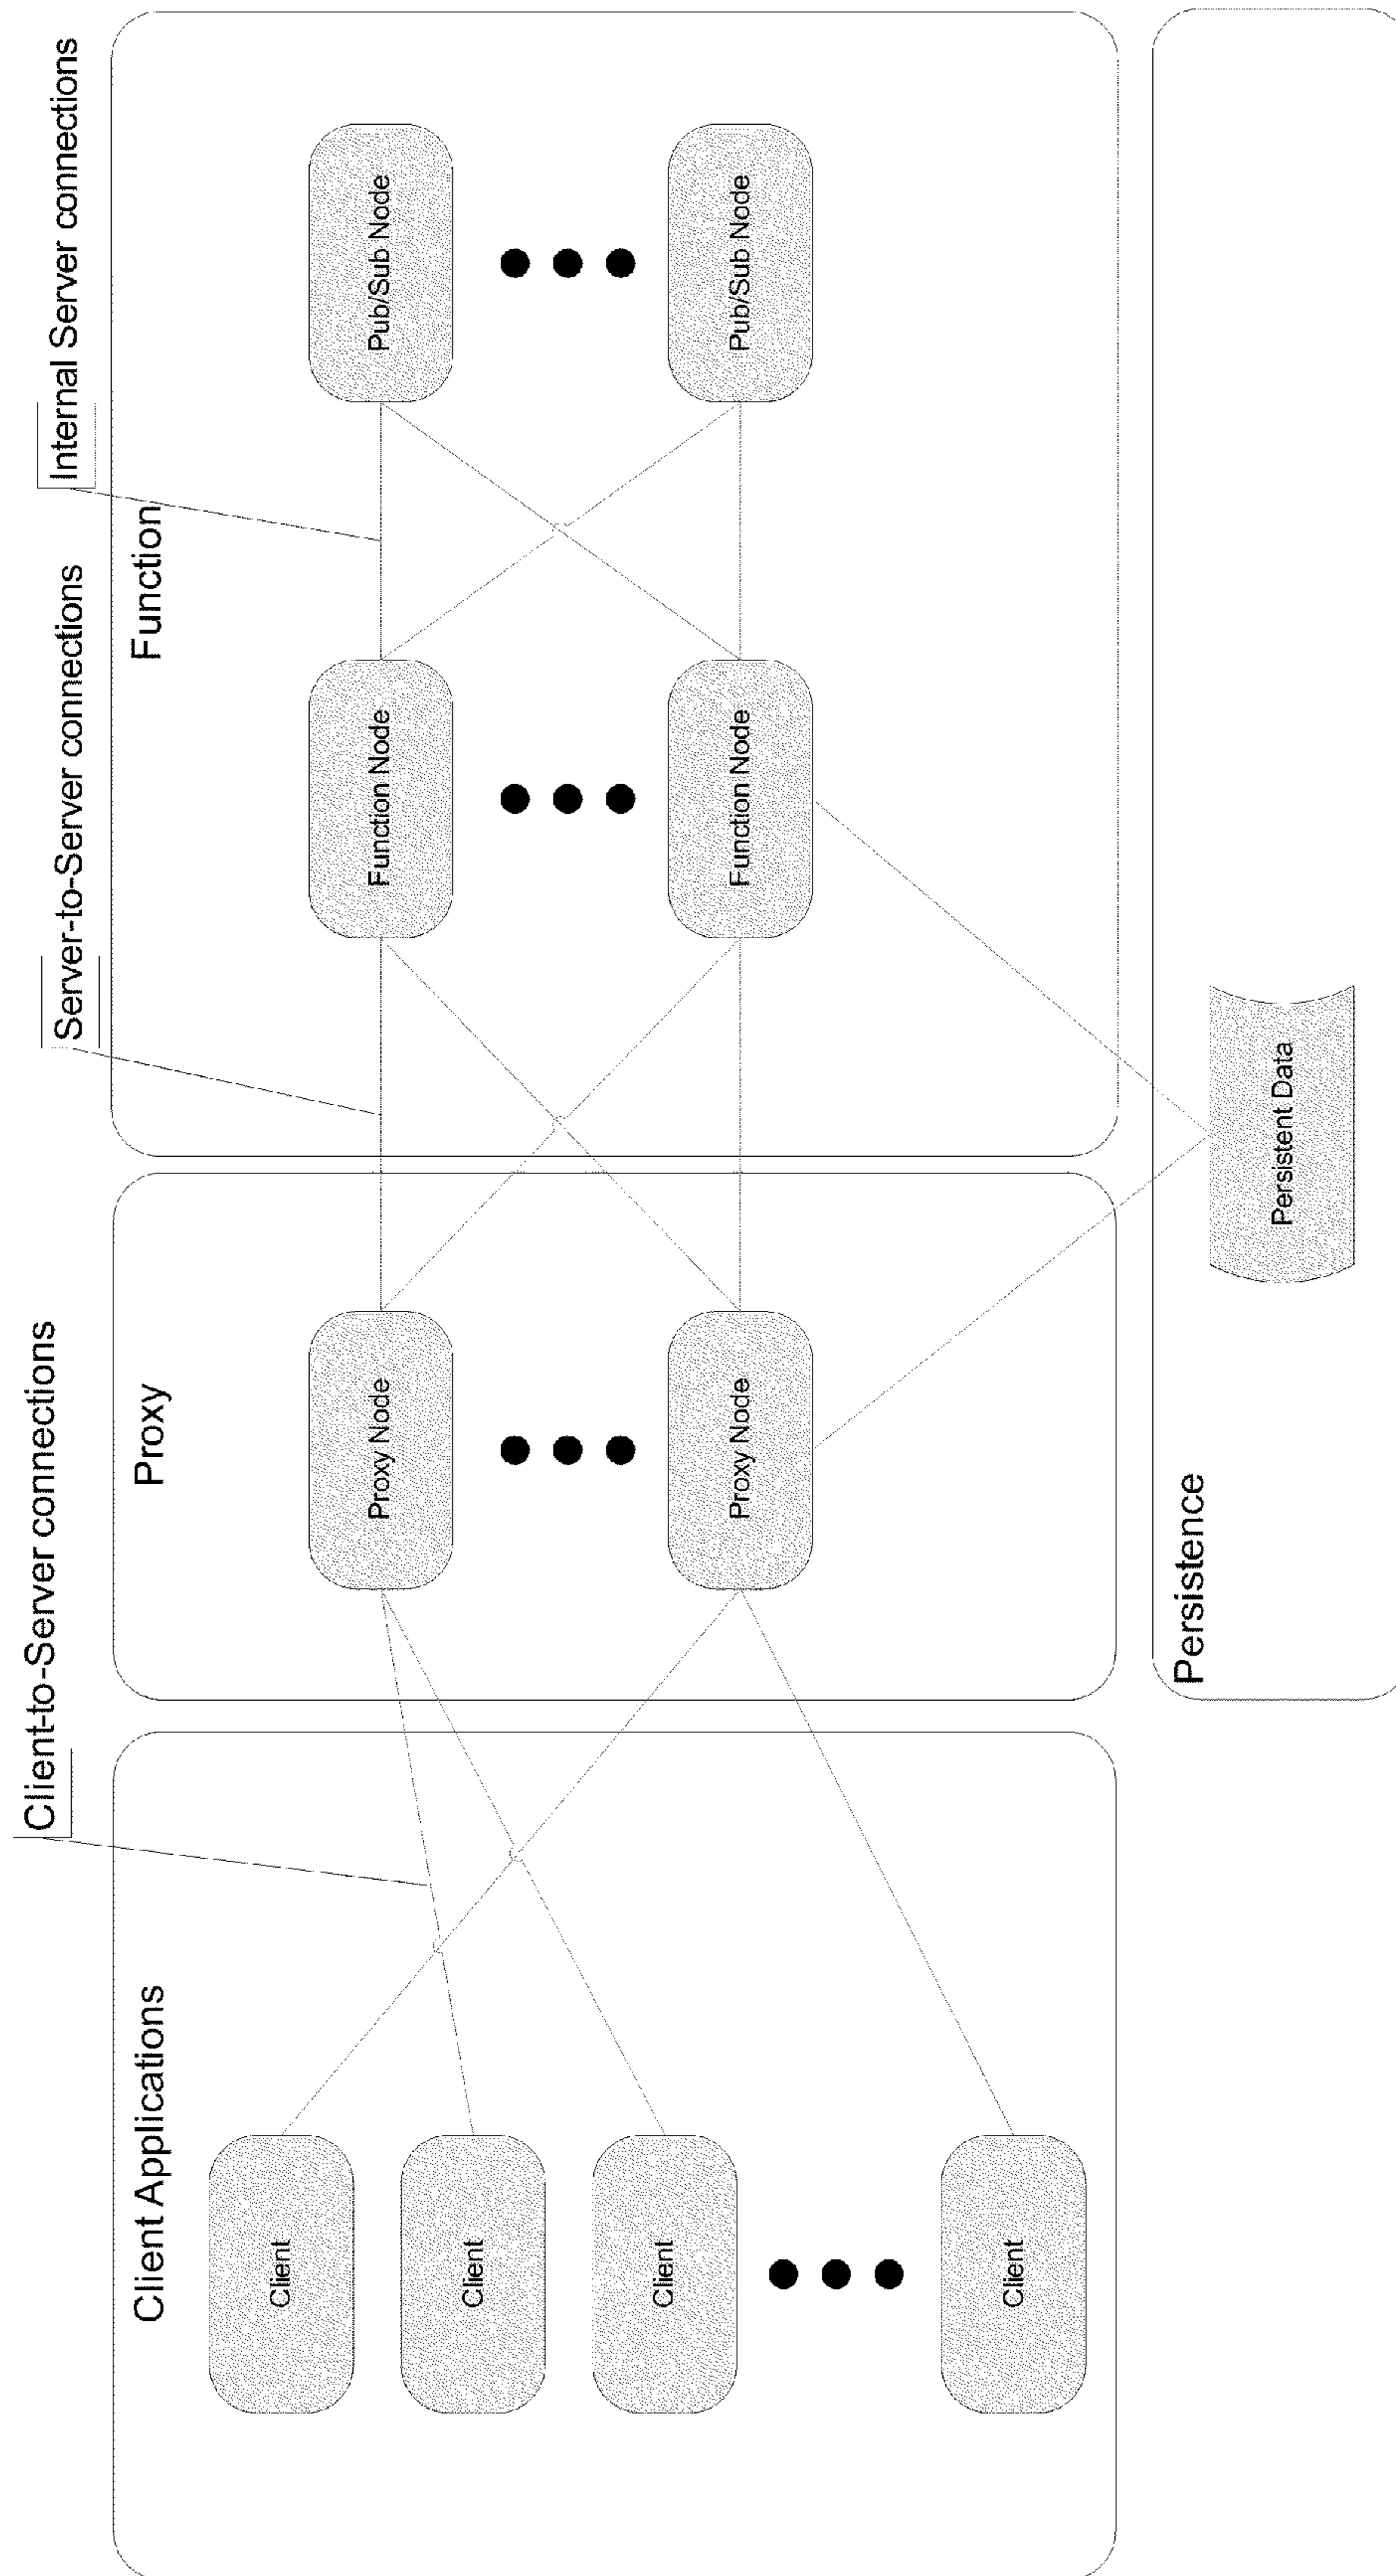 Client-to-Server connections
Server-to-Server connections
Internal Server connections
Client Applications
Proxy
Function
Client
Client
Client
Client
Proxy Node
Proxy Node
Function Node
Function Node
Pub/Sub Node
Pub/Sub Node
Persistence
Persistent Data